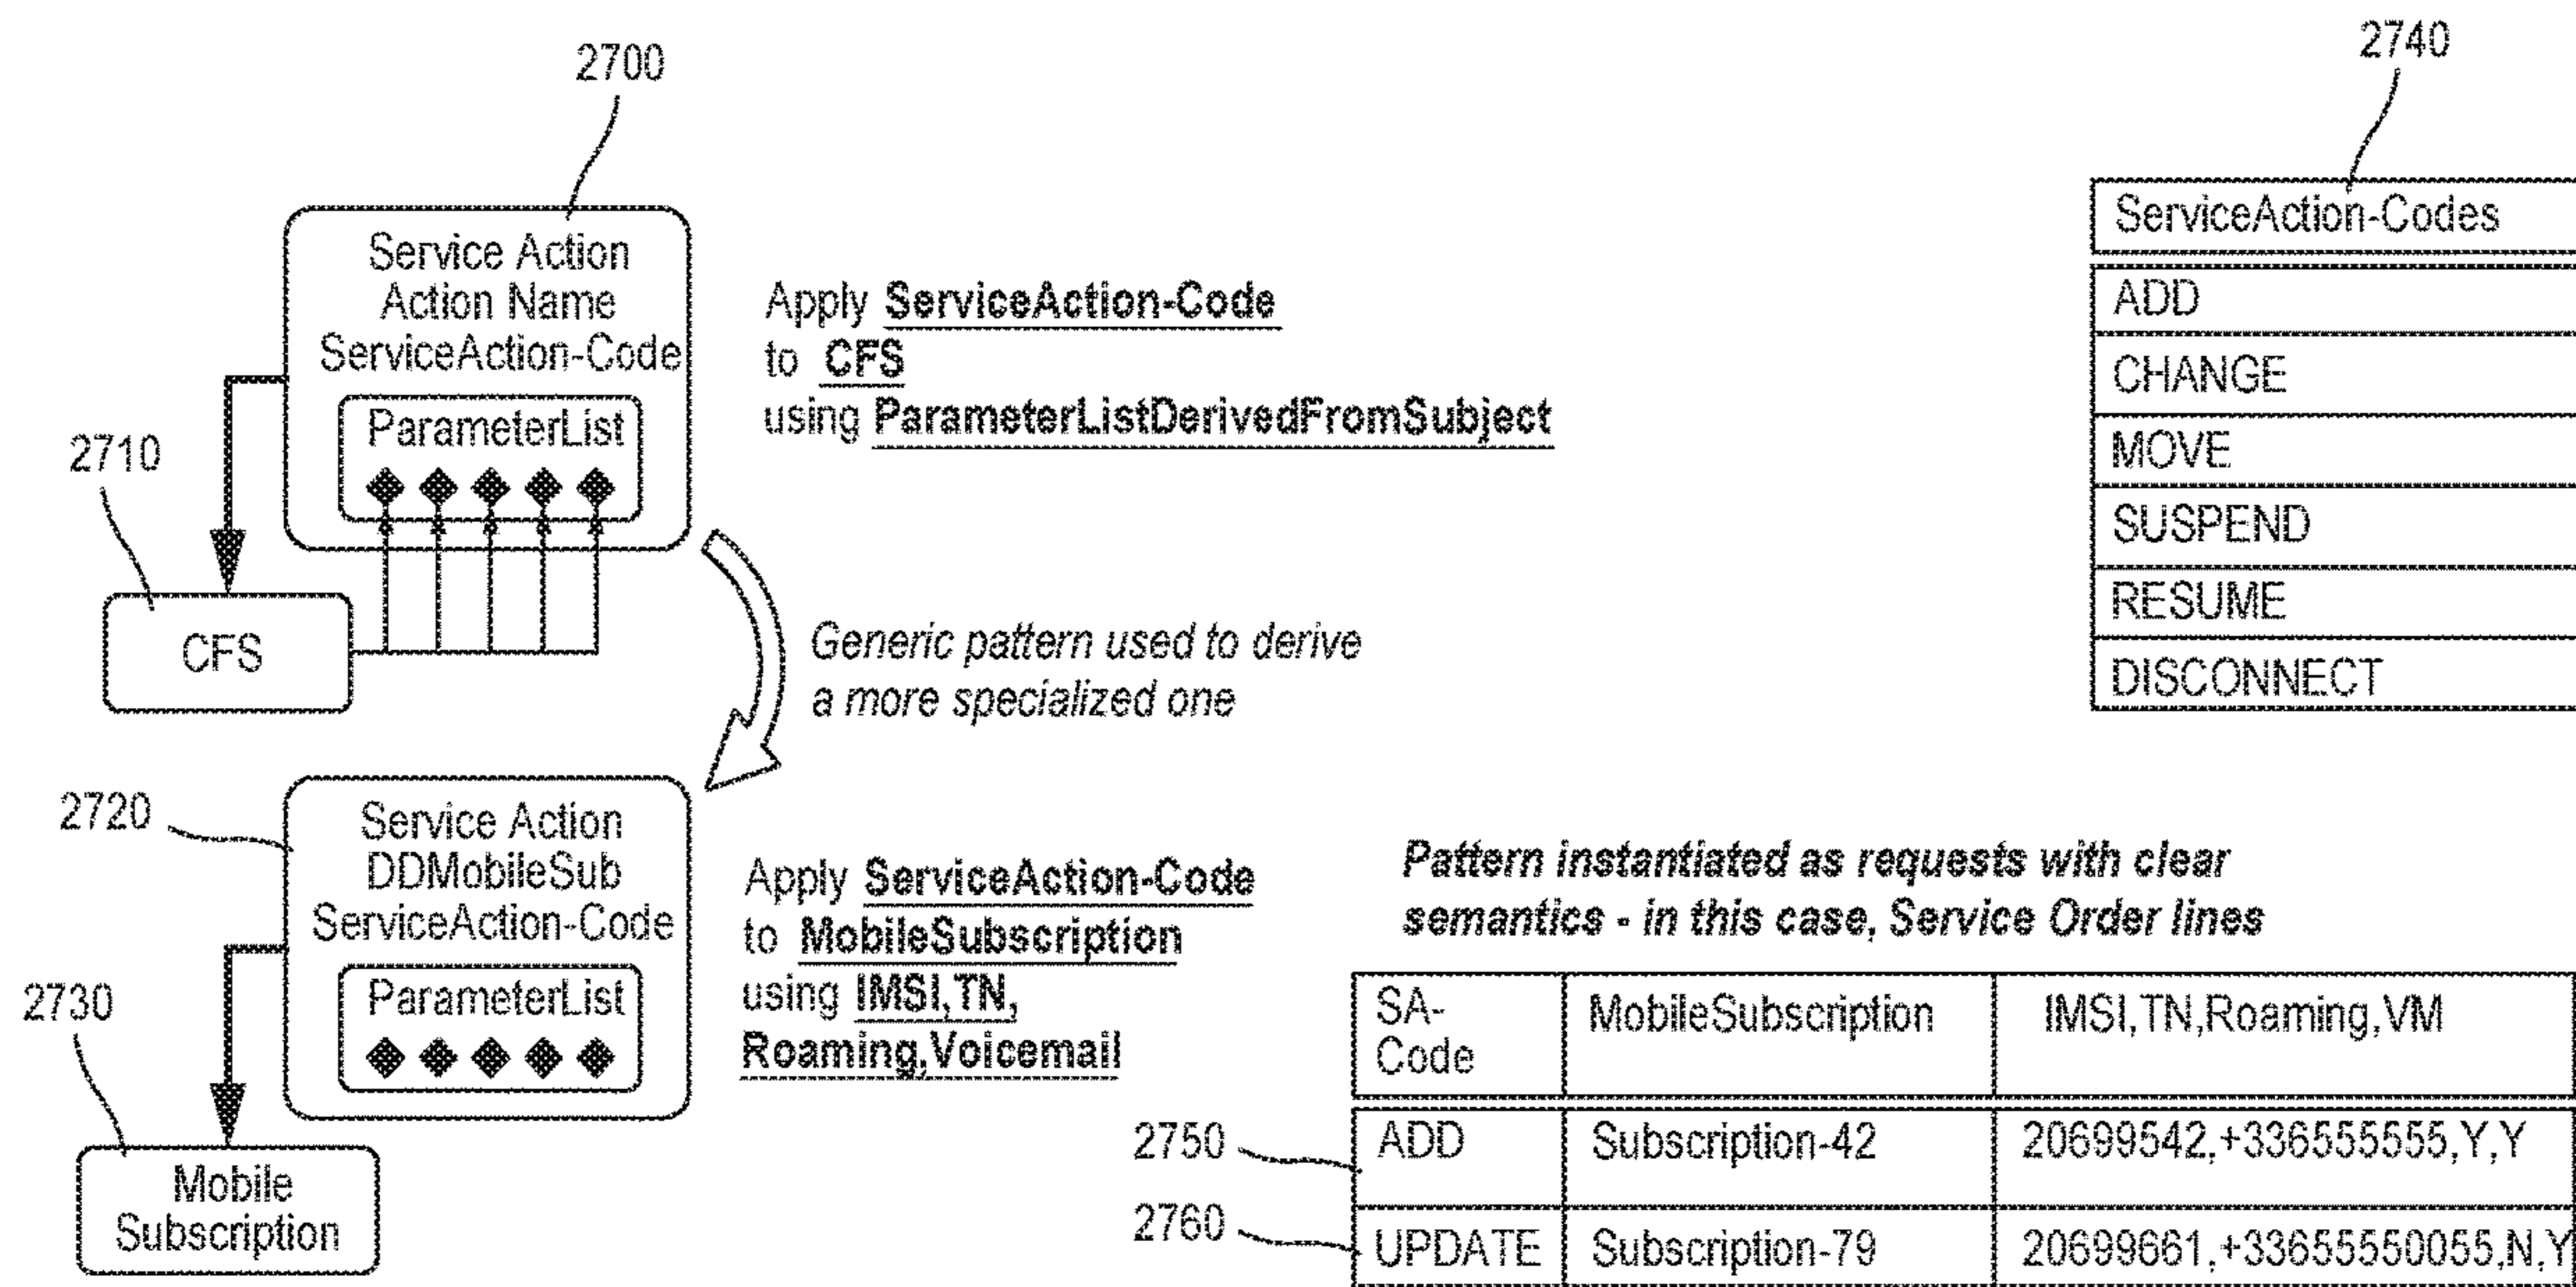 2700
2740
Service Action
Action Name
ServiceAction-Code
ParameterList
2710
CFS
Apply ServiceAction-Code
to CFS
using ParameterListDerivedFromSubject
ServiceAction-Codes
ADD
CHANGE
MOVE
SUSPEND
RESUME
DISCONNECT
Generic pattern used to derive
a more specialized one
2720
Service Action
DDMobileSub
ServiceAction-Code
ParameterList
2730
Mobile
Subscription
Apply ServiceAction-Code
to MobileSubscription
using IMSI,TN,
Roaming,Voicemail
Pattern instantiated as requests with clear
semantics - in this case, Service Order lines
SA-
Code
MobileSubscription
IMSI,TN,Roaming,VM
2750
ADD
Subscription-42
20699542,+336555555,Y,Y
2760
UPDATE
Subscription-79
20699661,+33655550055,N,Y